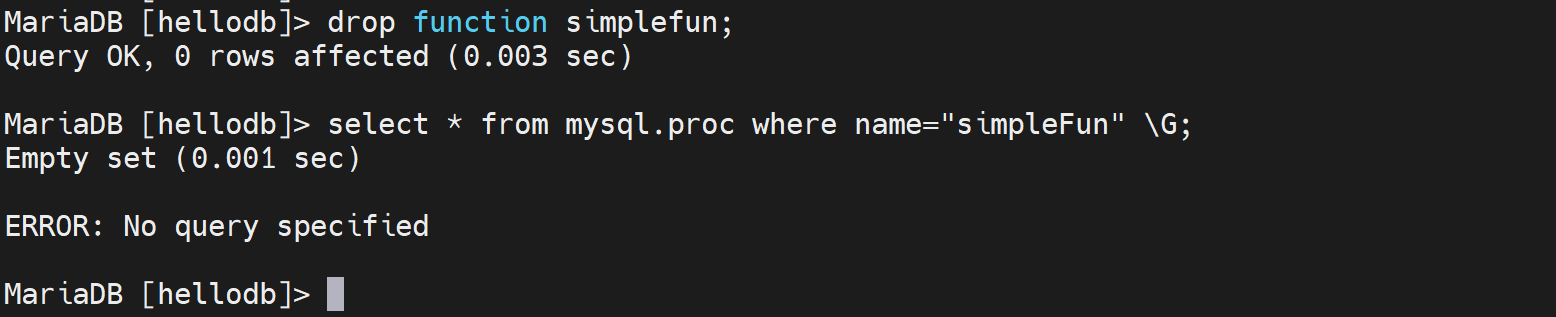 MariaDB [hellodb]> drop function simplefun;
Query OK, 0 rows affected (0.003 sec)
MariaDB [hellodb]> select * from mysql.proc where name="simpleFun" \G;
Empty set (0.001 sec)
ERROR: No query specified
MariaDB [hellodb]>